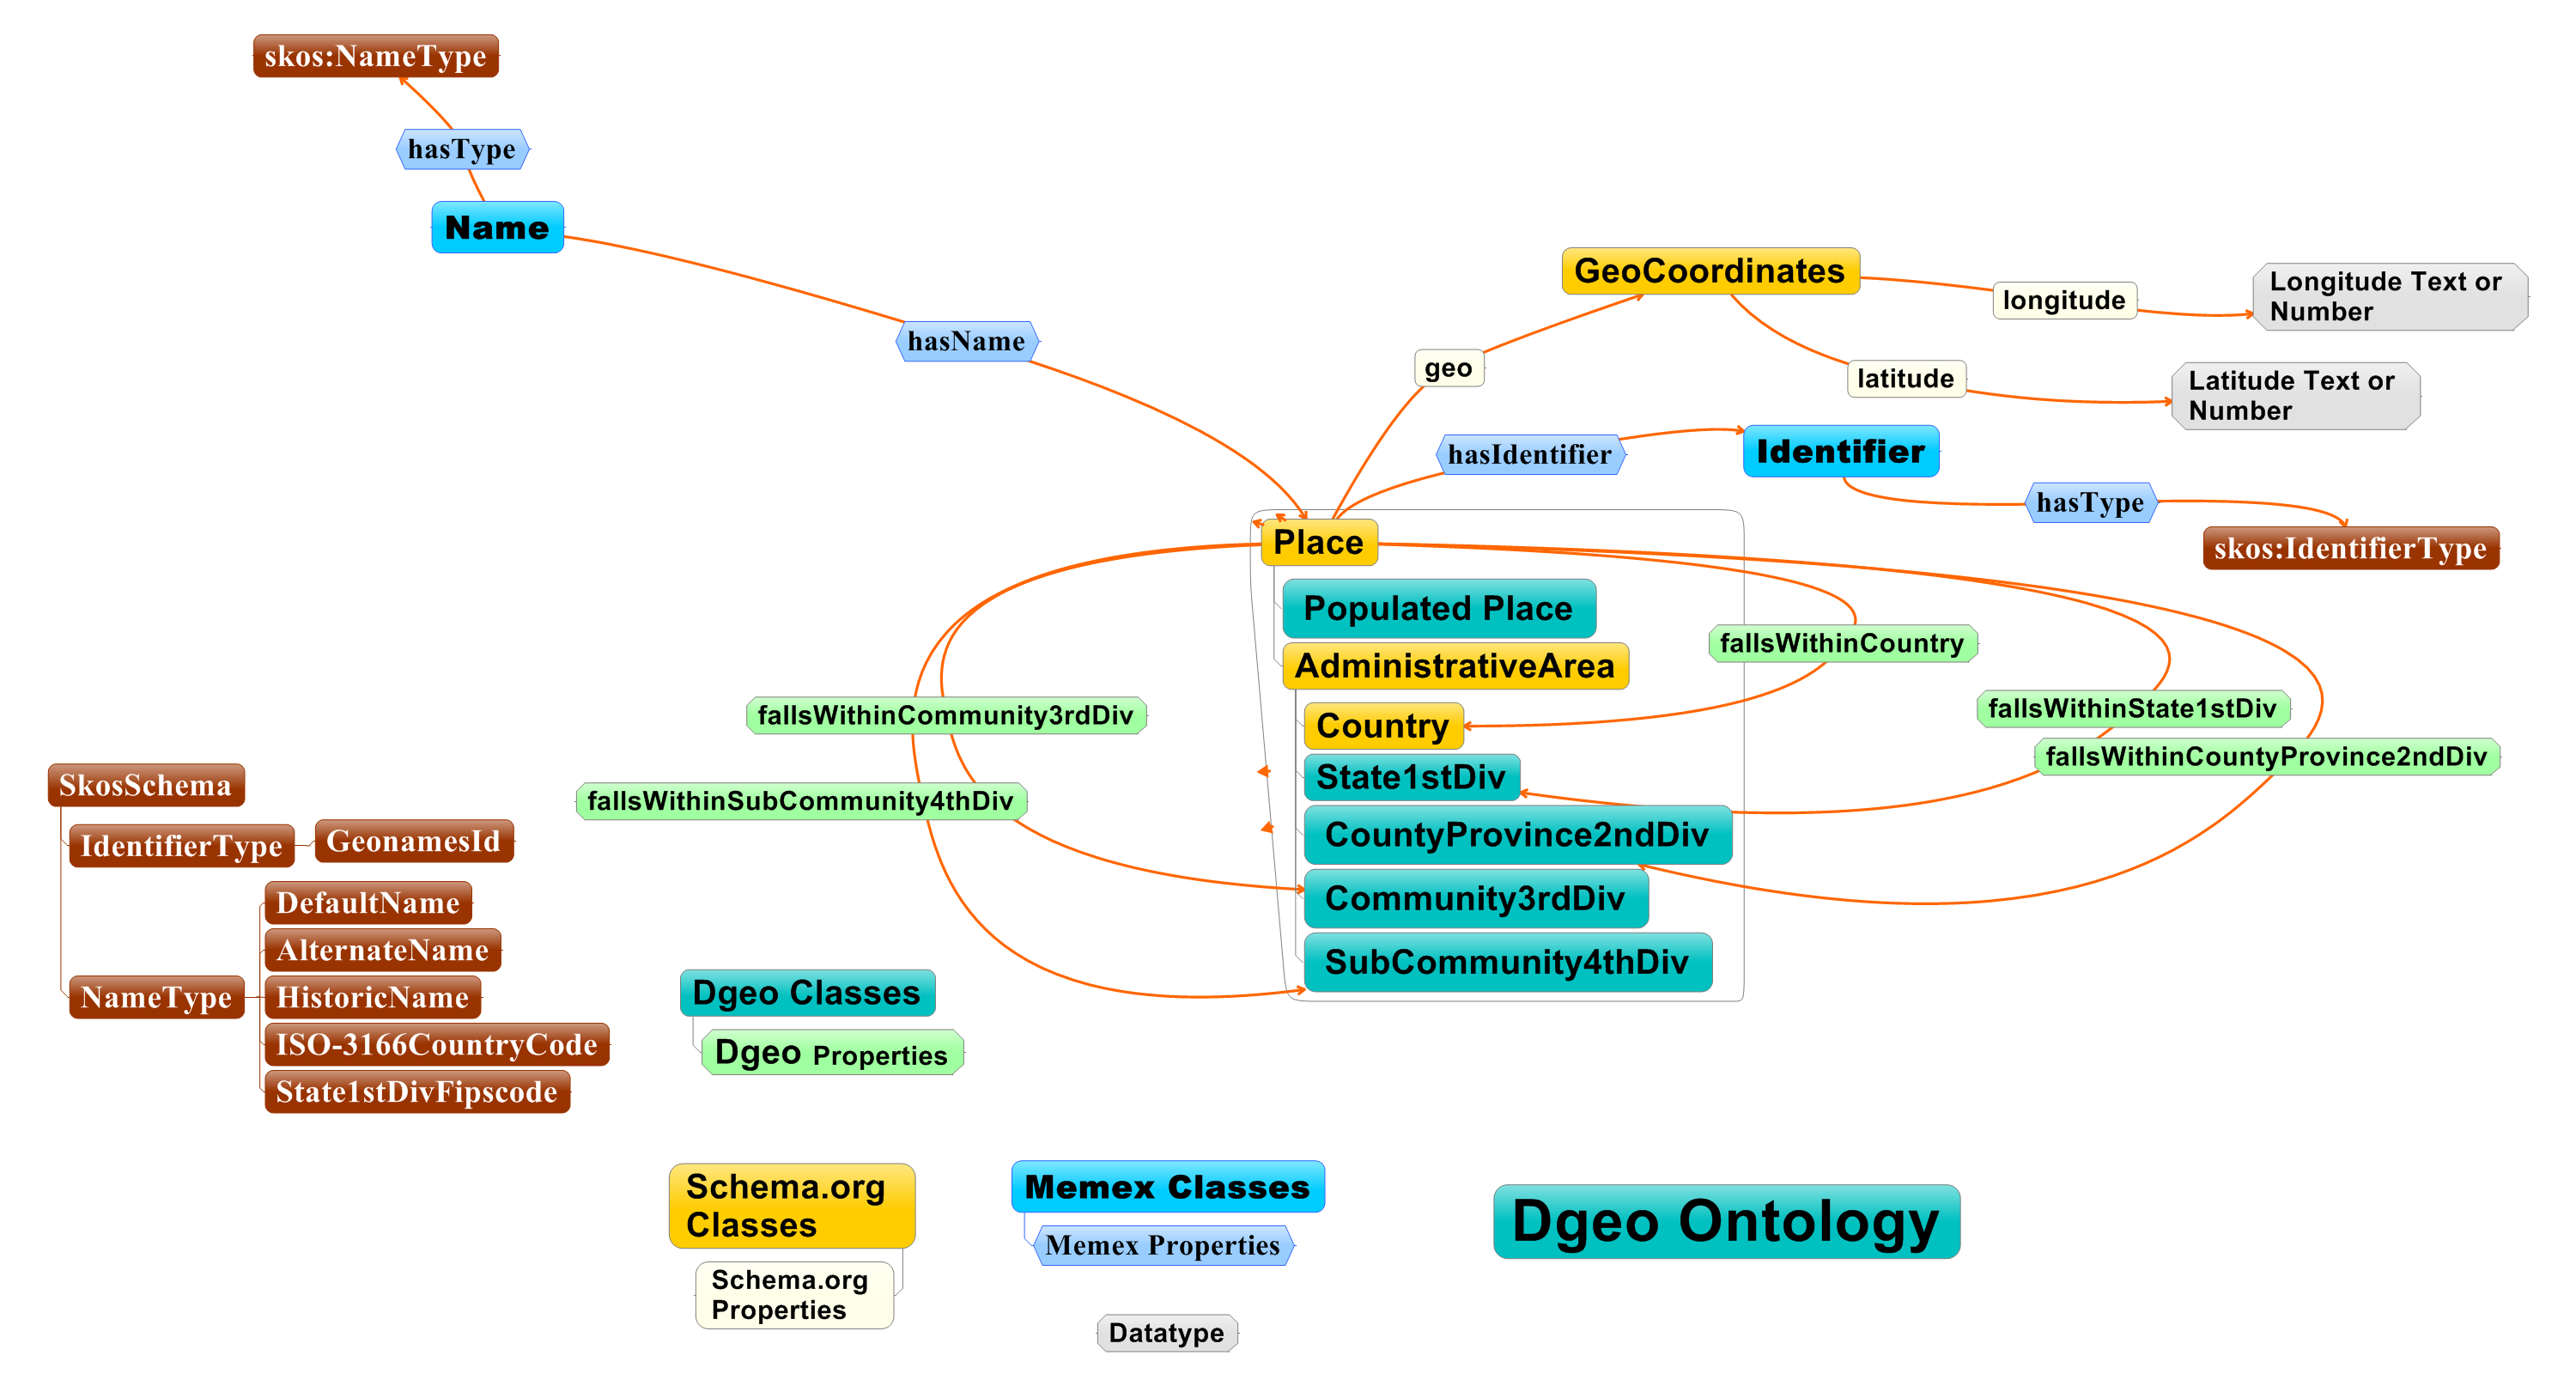 skos:NameType
hasType
Name
hasName
GeoCoordinates
longitude
Longitude Text or
Number
geo
latitude
Latitude Text or
Number
hasIdentifier
Identifier
hasType
skos:IdentifierType
Place
Populated Place
AdministrativeArea
Country
State1stDiv
CountyProvince2ndDiv
Community3rdDiv
SubCommunity4thDiv
fallsWithinCountry
fallsWithinState1stDiv
fallsWithinCountyProvince2ndDiv
fallsWithinCommunity3rdDiv
fallsWithinSubCommunity4thDiv
SkosSchema
IdentifierType
GeonamesId
NameType
DefaultName
AlternateName
HistoricName
ISO-3166CountryCode
State1stDivFipscode
Dgeo Classes
Dgeo Properties
Schema.org
Classes
Schema.org
Properties
Memex Classes
Memex Properties
Datatype
Dgeo Ontology